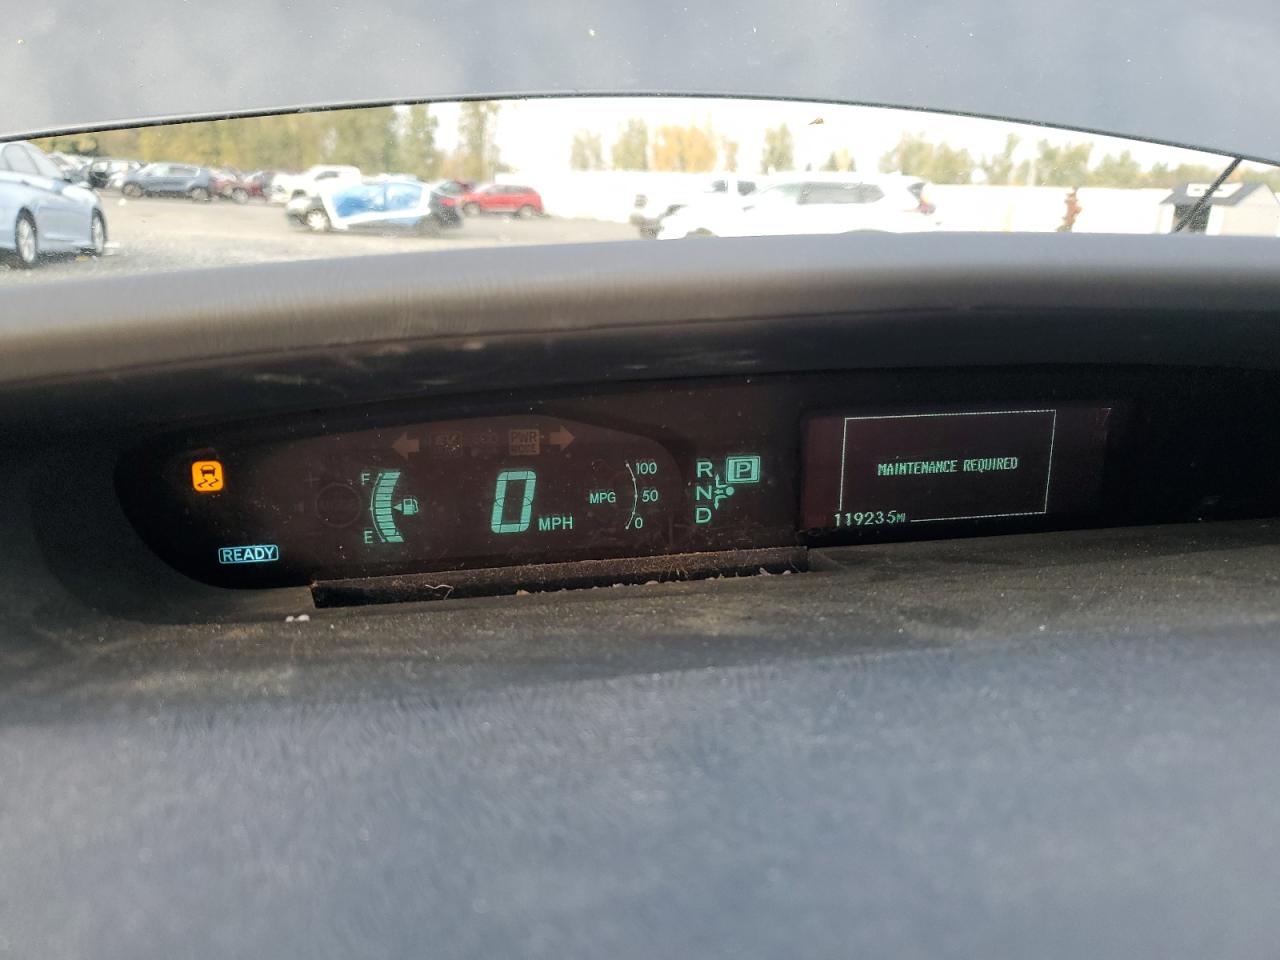 READY
F
E
PWR
0 MPH
MPG
100
50
0
R
N
D
P
MAINTENANCE REQUIRED
119235MI